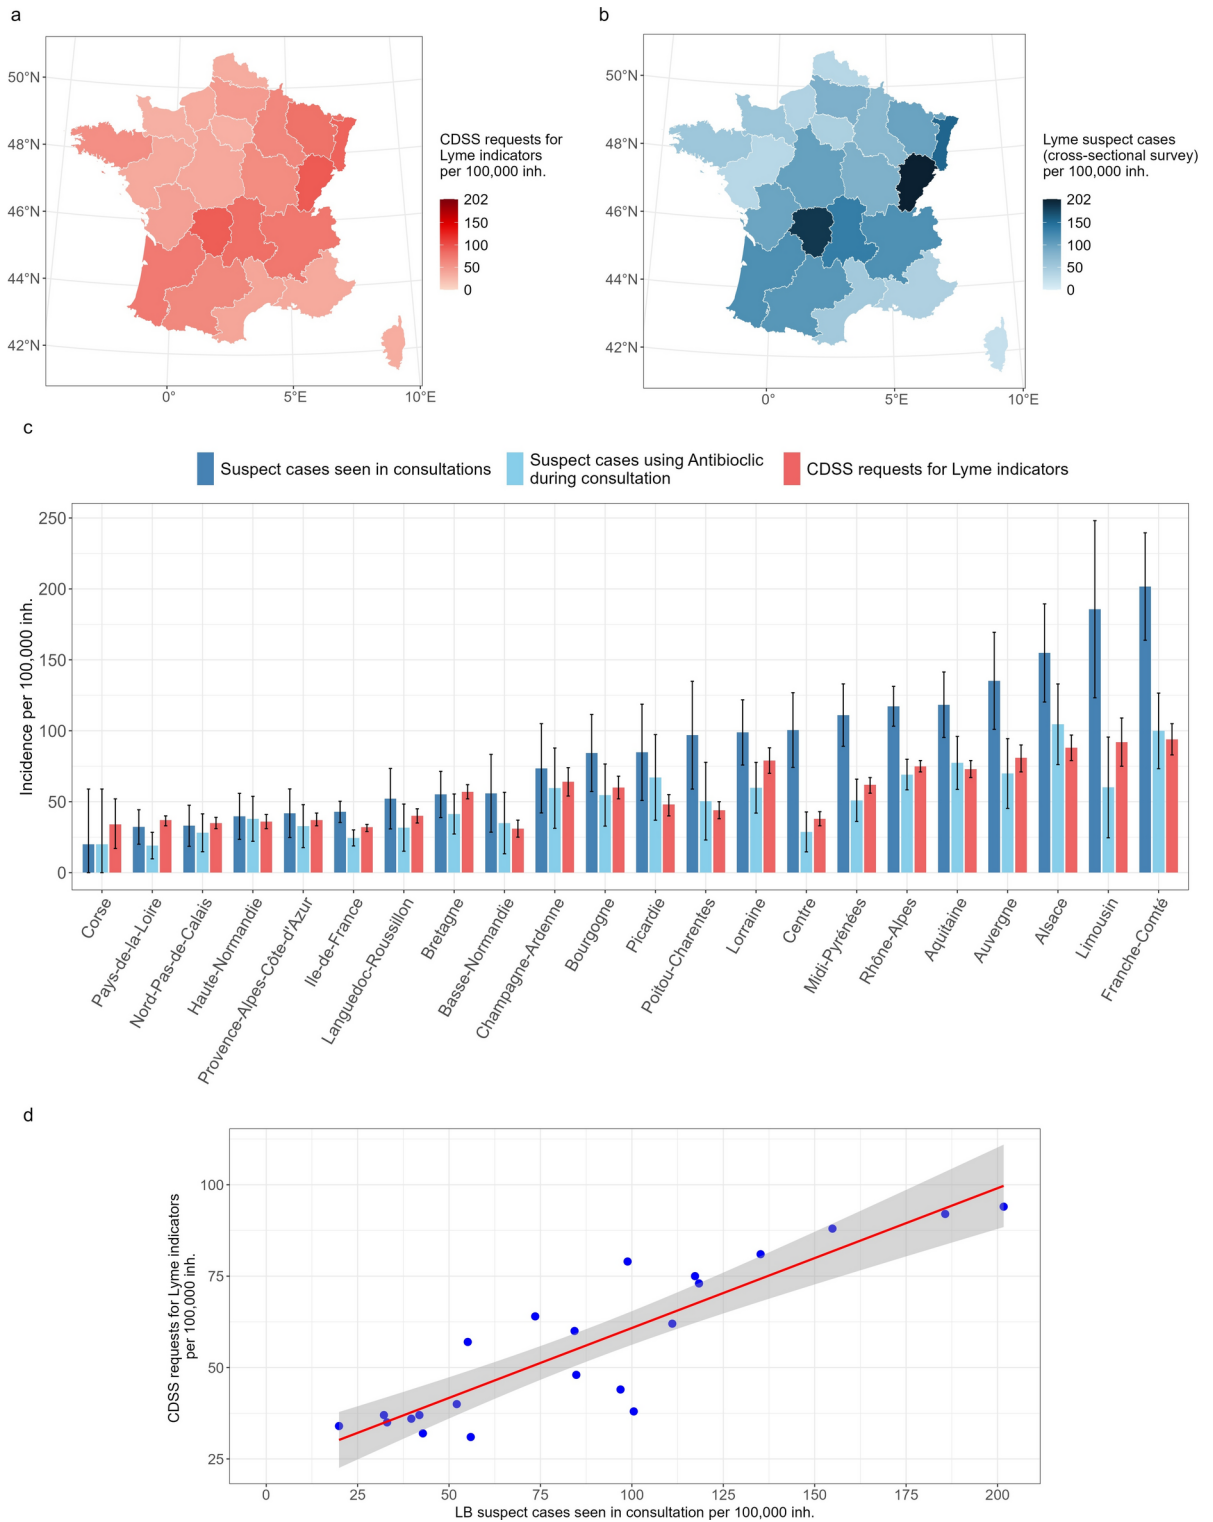 a
50°N
48°N
46°N
44°N
42°N
0°
5°E
10°E
CDSS requests for
Lyme indicators
per 100,000 inh.
202
150
100
50
0
b
50°N
48°N
46°N
44°N
42°N
0°
5°E
10°E
Lyme suspect cases
(cross-sectional survey)
per 100,000 inh.
202
150
100
50
0
c
Suspect cases seen in consultations
Suspect cases using Antibioclic
during consultation
CDSS requests for Lyme indicators
Incidence per 100,000 inh.
250
200
150
100
50
0
Corse
Pays-de-la-Loire
Nord-Pas-de-Calais
Haute-Normandie
Provence-Alpes-Côte-d'Azur
Ile-de-France
Languedoc-Roussillon
Bretagne
Basse-Normandie
Champagne-Ardenne
Bourgogne
Picardie
Poitou-Charentes
Lorraine
Centre
Midi-Pyrénées
Rhône-Alpes
Aquitaine
Auvergne
Alsace
Limousin
Franche-Comté
d
CDSS requests for Lyme indicators
per 100,000 inh.
100
75
50
25
0
25
50
75
100
125
150
175
200
LB suspect cases seen in consultation per 100,000 inh.